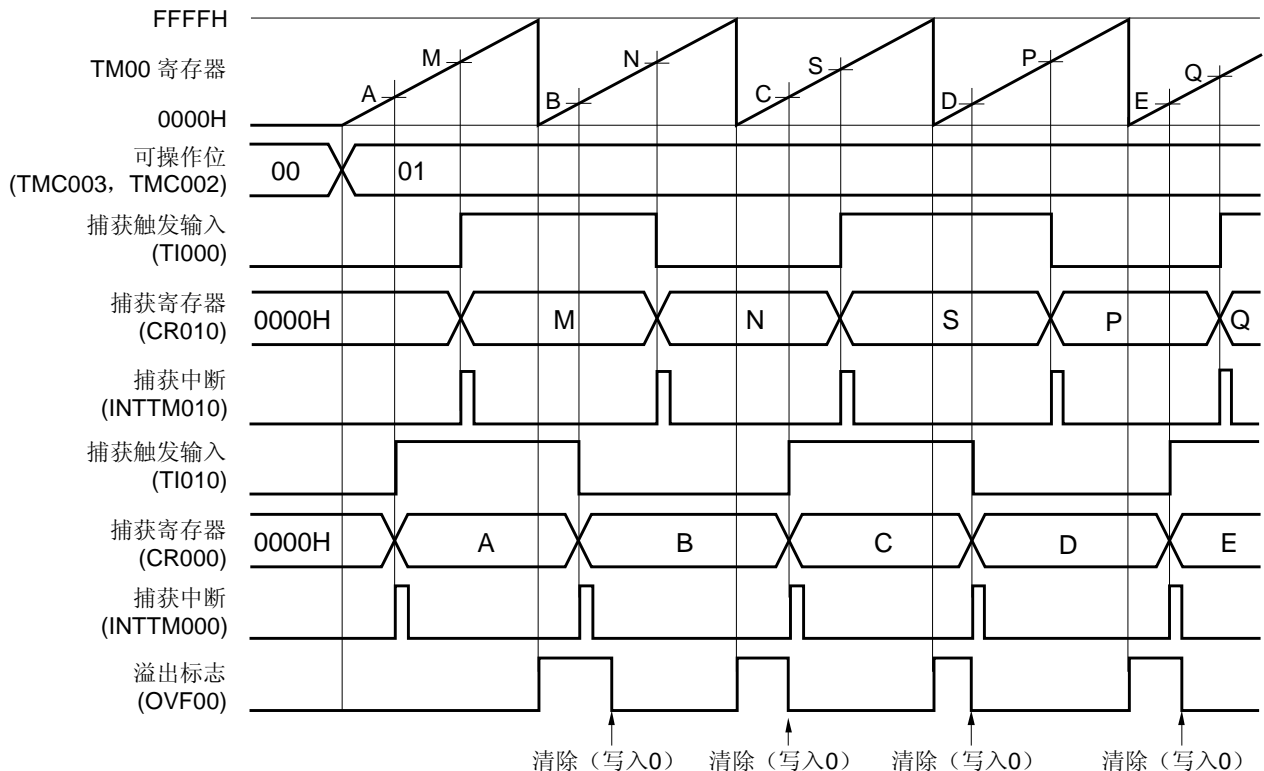 FFFFH
TM00 寄存器
0000H
A M B N C S D P E Q
可操作位
(TMC003，TMC002)
00 01
捕获触发输入
(TI000)
捕获寄存器
(CR010)
0000H M N S P Q
捕获中断
(INTTM010)
捕获触发输入
(TI010)
捕获寄存器
(CR000)
0000H A B C D E
捕获中断
(INTTM000)
溢出标志
(OVF00)
清除（写入0） 清除（写入0） 清除（写入0） 清除（写入0）